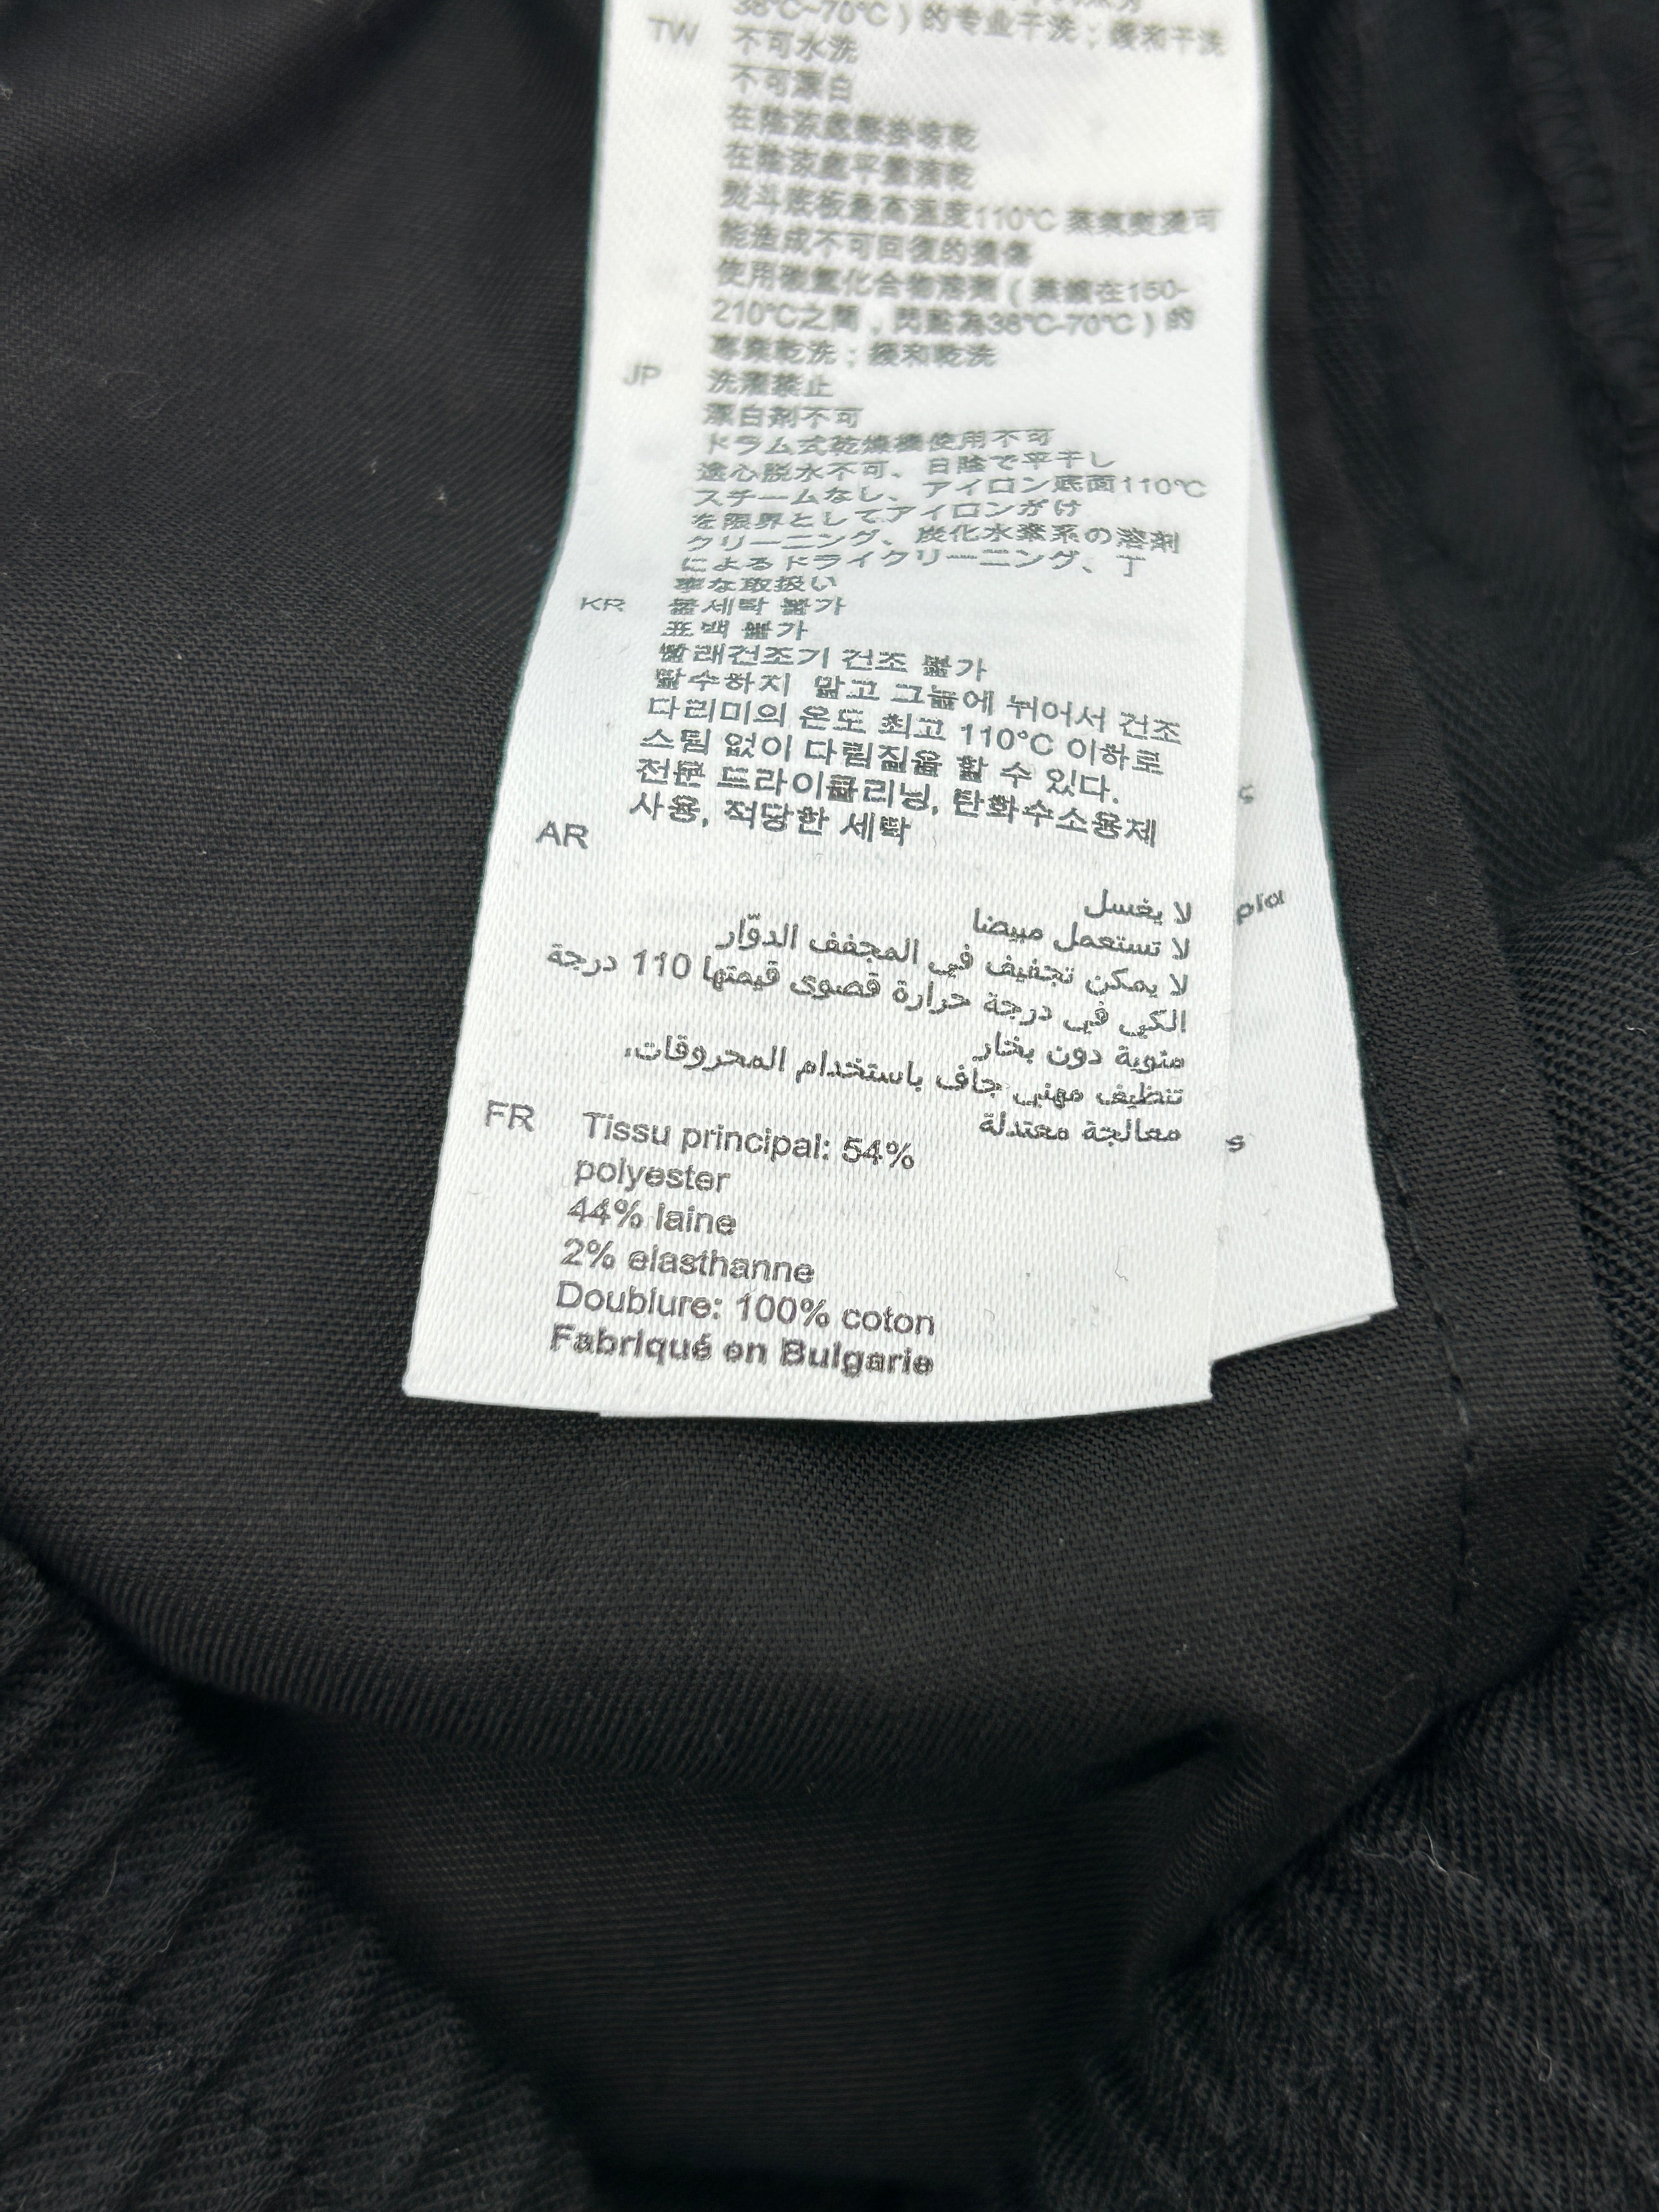 38℃-70℃）的专业干洗；缓和干洗
TW 不可水洗
不可漂白
在陰涼處懸掛晾乾
在陰涼處平攤滴乾
熨斗底板最高溫度110℃ 蒸氣熨燙可
能造成不可回復的損傷
使用碳氫化合物溶劑（蒸餾在150-
210℃之間，閃點為38℃-70℃）的
專業乾洗；緩和乾洗
JP 洗濯禁止
漂白剤不可
ドラム式乾燥機使用不可
遠心脱水不可、日陰で平干し
スチームなし、アイロン底面110℃
を限界としてアイロンがけ
クリーニング、炭化水素系の溶剤
によるドライクリーニング、丁
寧な取扱い
KR 물세탁 불가
표백 불가
빨래건조기 건조 불가
탈수하지 말고 그늘에 뉘어서 건조
다리미의 온도 최고 110°C 이하로
스팀 없이 다림질을 할 수 있다.
전문 드라이클리닝, 탄화수소용제
사용, 적당한 세탁
AR
لا يغسل
لا تستعمل مبيضا
لا يمكن تجفيف في المجفف الدوّار
الكي في درجة حرارة قصوى قيمتها 110 درجة
مئوية دون بخار
تنظيف مهني جاف باستخدام المحروقات.
معالجة معتدلة
FR Tissu principal: 54%
polyester
44% laine
2% elasthanne
Doublure: 100% coton
Fabriqué en Bulgarie